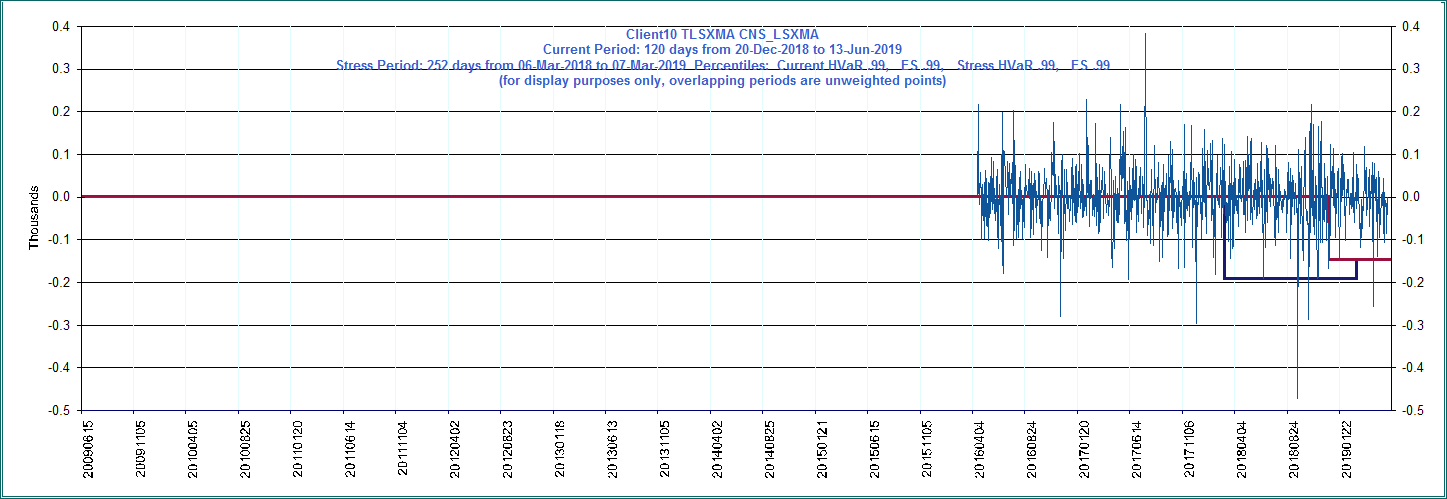 Client10 TLSXMA CNS_LSXMA
Current Period: 120 days from 20-Dec-2018 to 13-Jun-2019
Stress Period: 252 days from 06-Mar-2018 to 07-Mar-2019 Percentiles: Current HVaR .99, ES .99, Stress HVaR .99, ES .99
(for display purposes only, overlapping periods are unweighted points)
0.4 0.4
0.3 0.3
0.2 0.2
0.1 0.1
0.0 0.0
-0.1 -0.1
-0.2 -0.2
-0.3 -0.3
-0.4 -0.4
-0.5 -0.5
Thousands
20090615 20091105 20100405 20100825 20110120 20110614 20111104 20120402 20120823 20130118 20130613 20131105 20140402 20140825 20150121 20150615 20151105 20160404 20160824 20170120 20170614 20171106 20180404 20180824 20190122